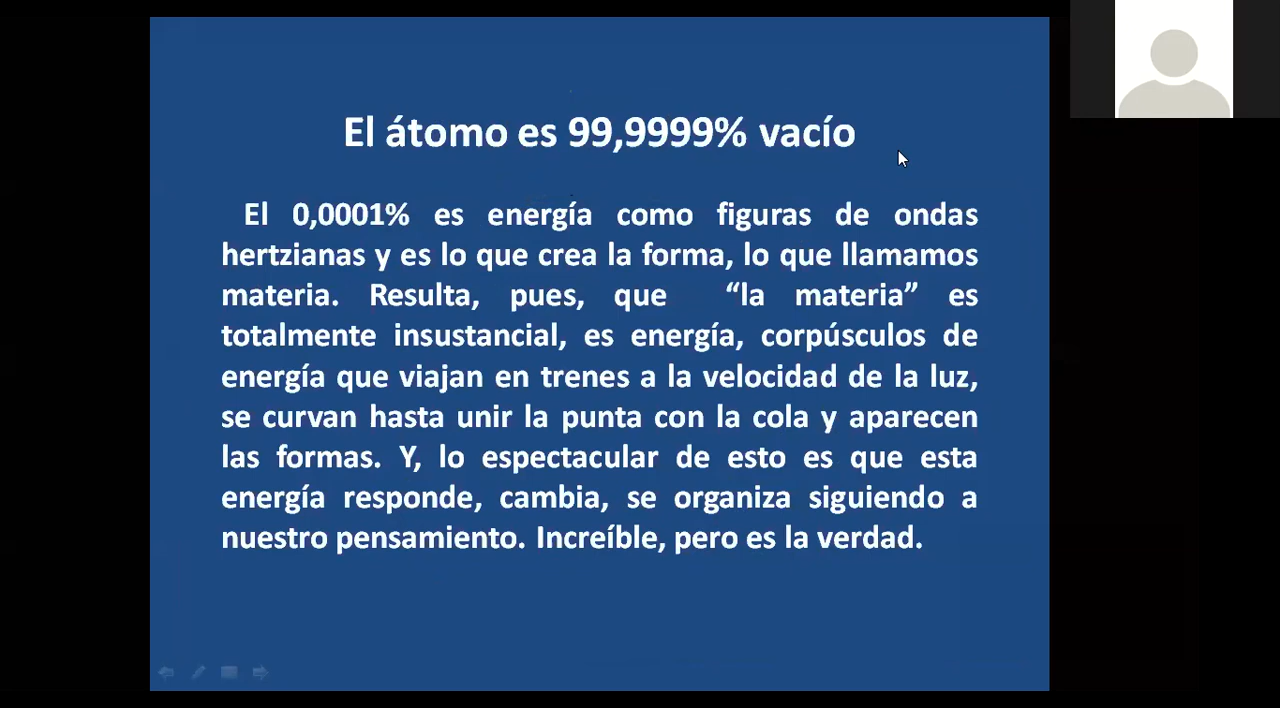 El átomo es 99,9999% vacío
El 0,0001% es energía como figuras de ondas
hertzianas y es lo que crea la forma, lo que llamamos
materia. Resulta, pues, que “la materia” es
totalmente insustancial, es energía, corpúsculos de
energía que viajan en trenes a la velocidad de la luz,
se curvan hasta unir la punta con la cola y aparecen
las formas. Y, lo espectacular de esto es que esta
energía responde, cambia, se organiza siguiendo a
nuestro pensamiento. Increíble, pero es la verdad.